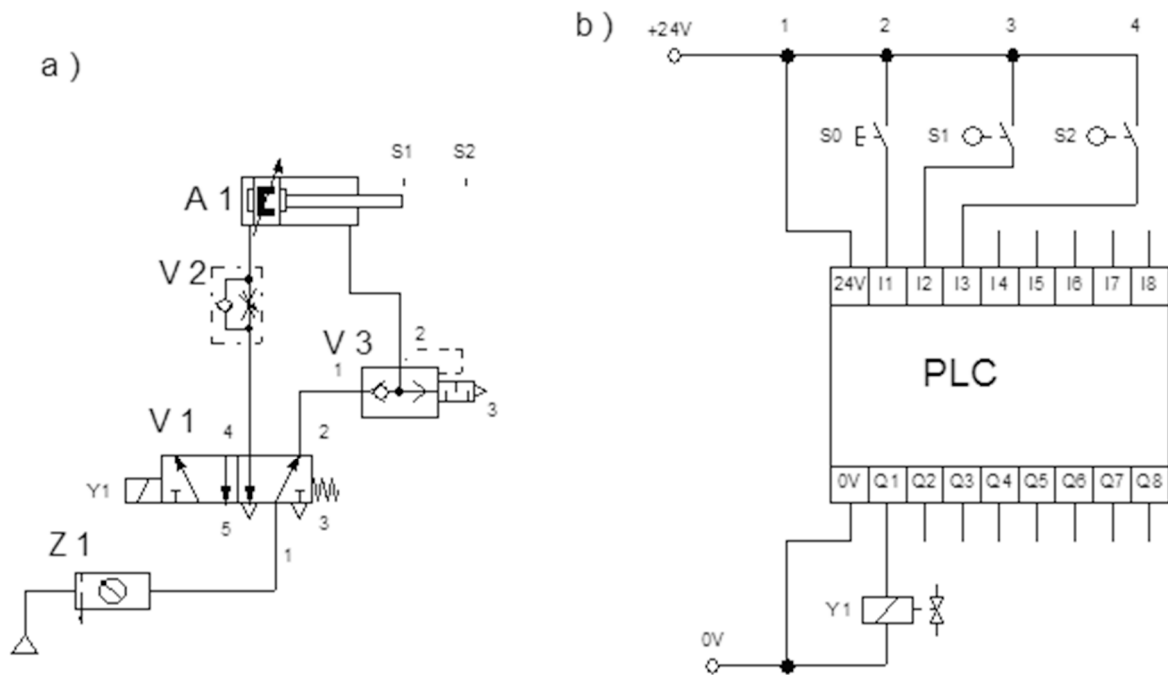 a )
S1 S2
A 1
V 2
V 3
2
1
3
V 1
4 2
Y1
5 3
1
Z 1
b )
+24V
1 2 3 4
S0 S1 S2
24V I1 I2 I3 I4 I5 I6 I7 I8
PLC
0V Q1 Q2 Q3 Q4 Q5 Q6 Q7 Q8
Y1
0V